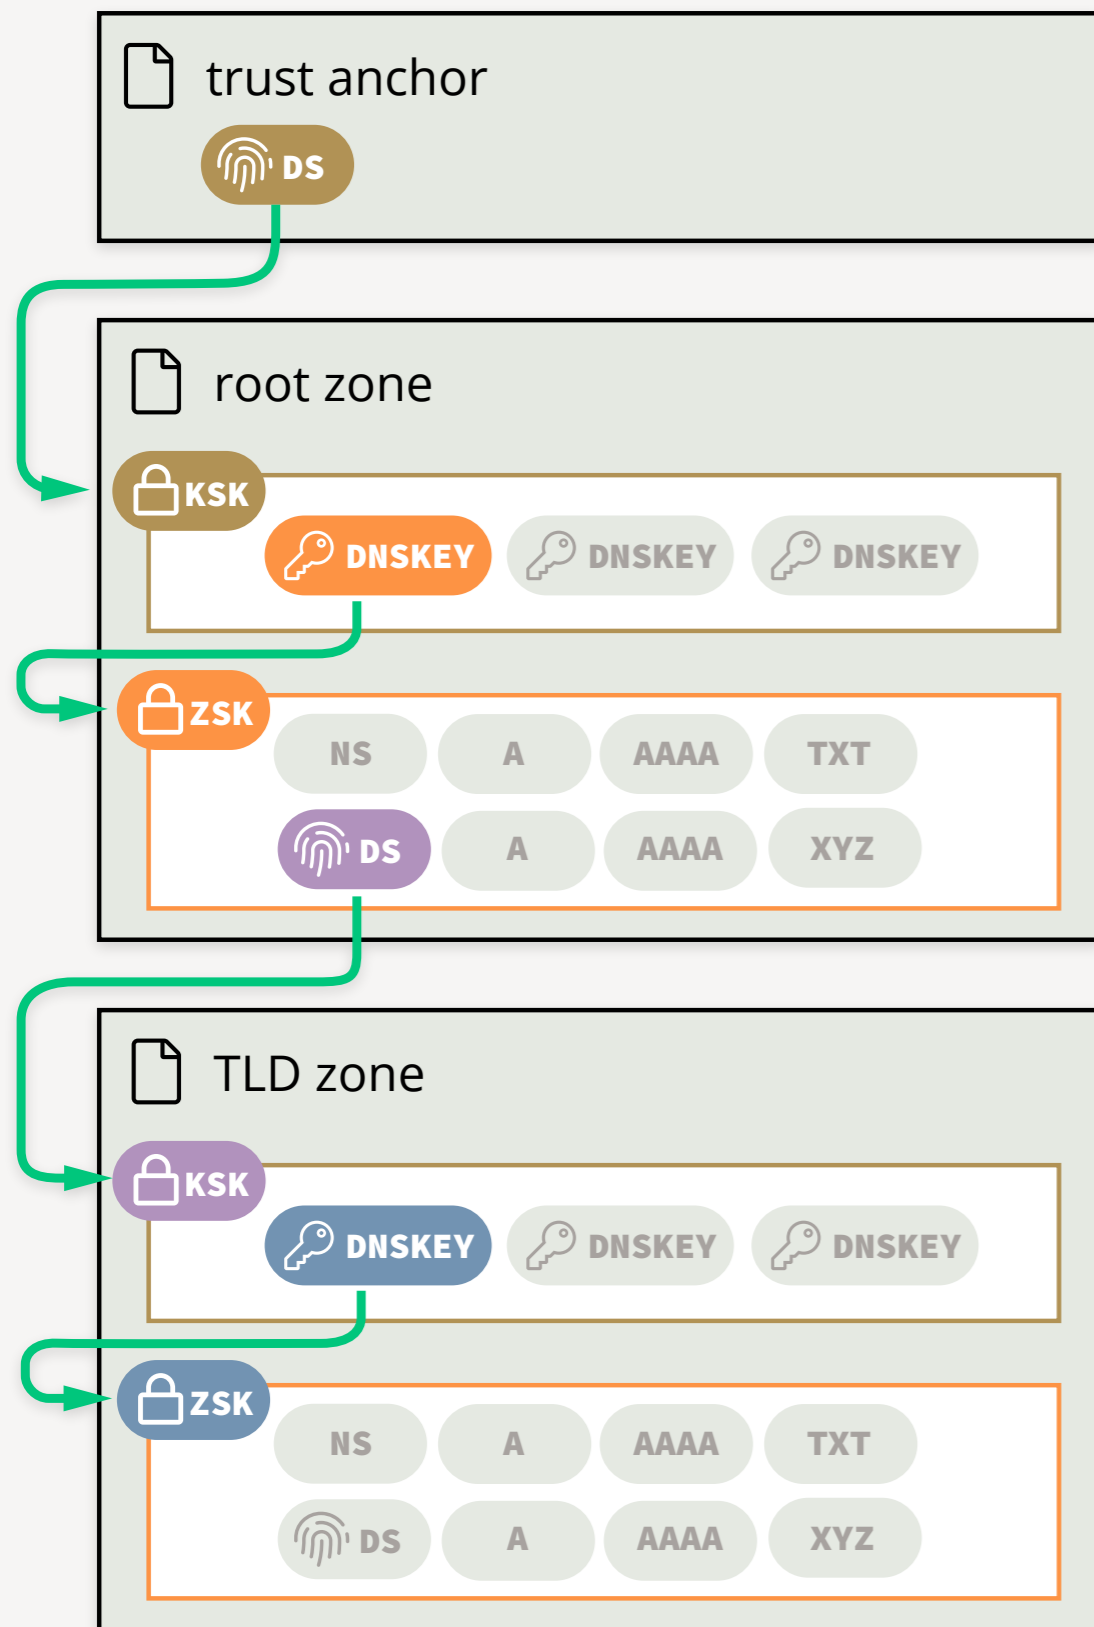 trust anchor
DS
root zone
KSK
DNSKEY DNSKEY DNSKEY
ZSK
NS A AAAA TXT
DS A AAAA XYZ
TLD zone
KSK
DNSKEY DNSKEY DNSKEY
ZSK
NS A AAAA TXT
DS A AAAA XYZ